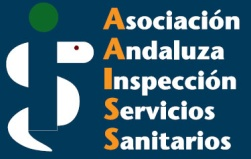 Asociación
Andaluza
Inspección
Servicios
Sanitarios